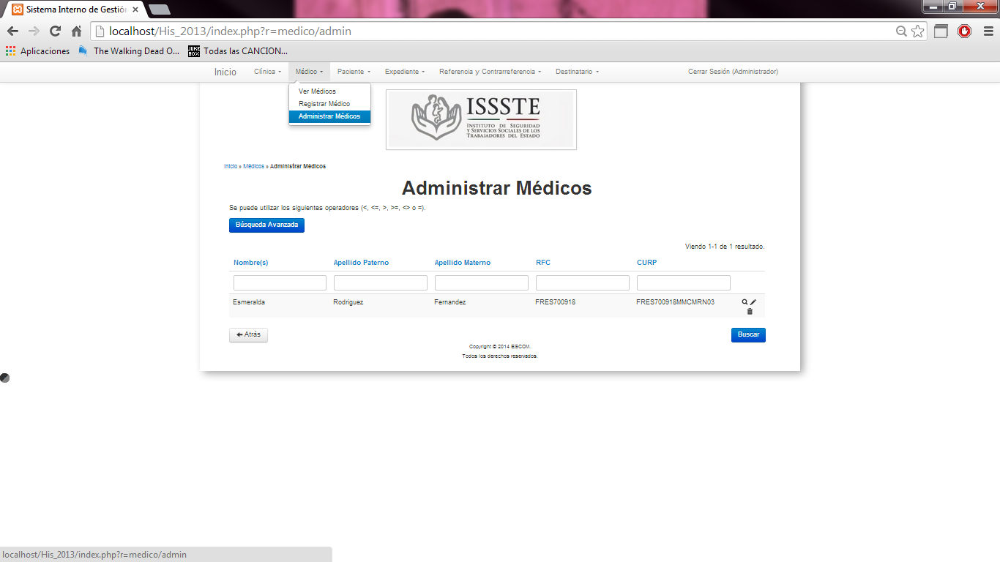 Sistema Interno de Gestión
localhost/His_2013/index.php?r=medico/admin
Aplicaciones The Walking Dead O... JUKE BOX Todas las CANCION...
Inicio Clínica Médico Paciente Expediente Referencia y Contrarreferencia Destinatario Cerrar Sesión (Administrador)
Ver Médicos
Registrar Médico
Administrar Médicos
ISSSTE
INSTITUTO DE SEGURIDAD
Y SERVICIOS SOCIALES DE LOS
TRABAJADORES DEL ESTADO
Inicio » Médicos » Administrar Médicos
Administrar Médicos
Se puede utilizar los siguientes operadores (<, <=, >, >=, <> o =).
Búsqueda Avanzada
Viendo 1-1 de 1 resultado.
Nombre(s) Apellido Paterno Apellido Materno RFC CURP
Esmeralda Rodriguez Fernandez FRES700918 FRES700918MMCMRN03
Atrás Buscar
Copyright © 2014 ESCOM.
Todos los derechos reservados.
localhost/His_2013/index.php?r=medico/admin